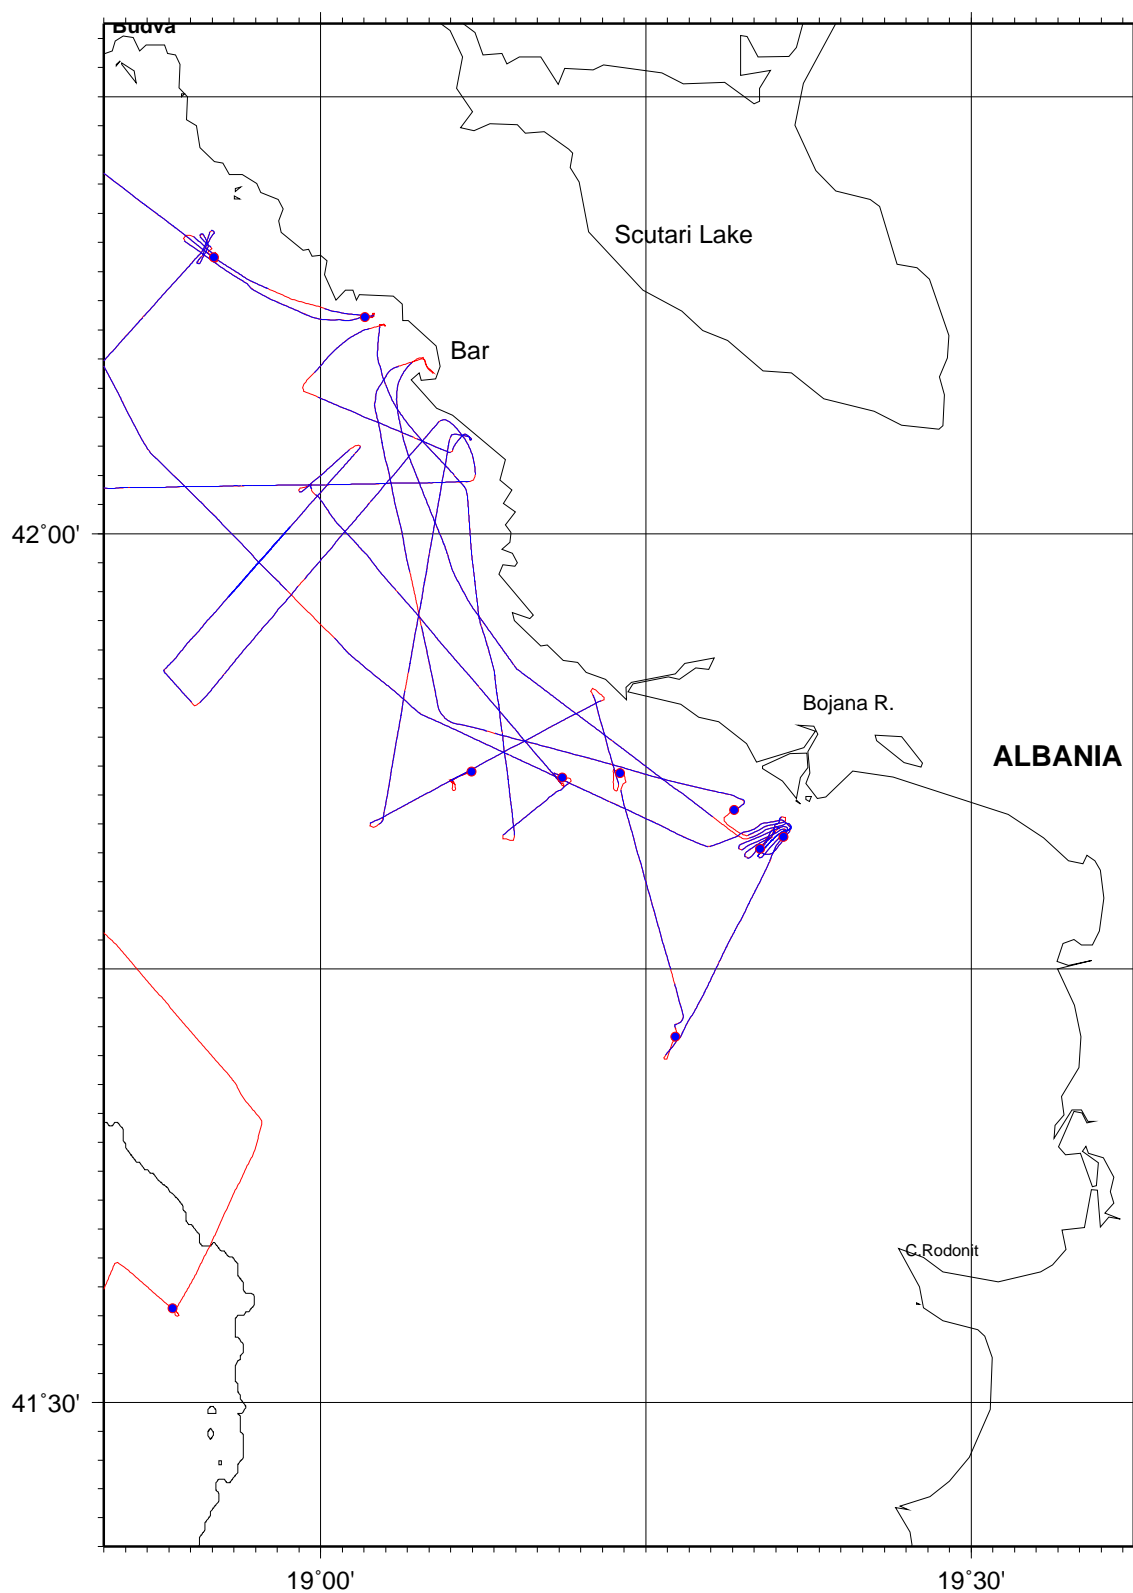 Budva
Scutari Lake
Bar
42°00'
Bojana R.
ALBANIA
C.Rodonit
41°30'
19°00'
19°30'